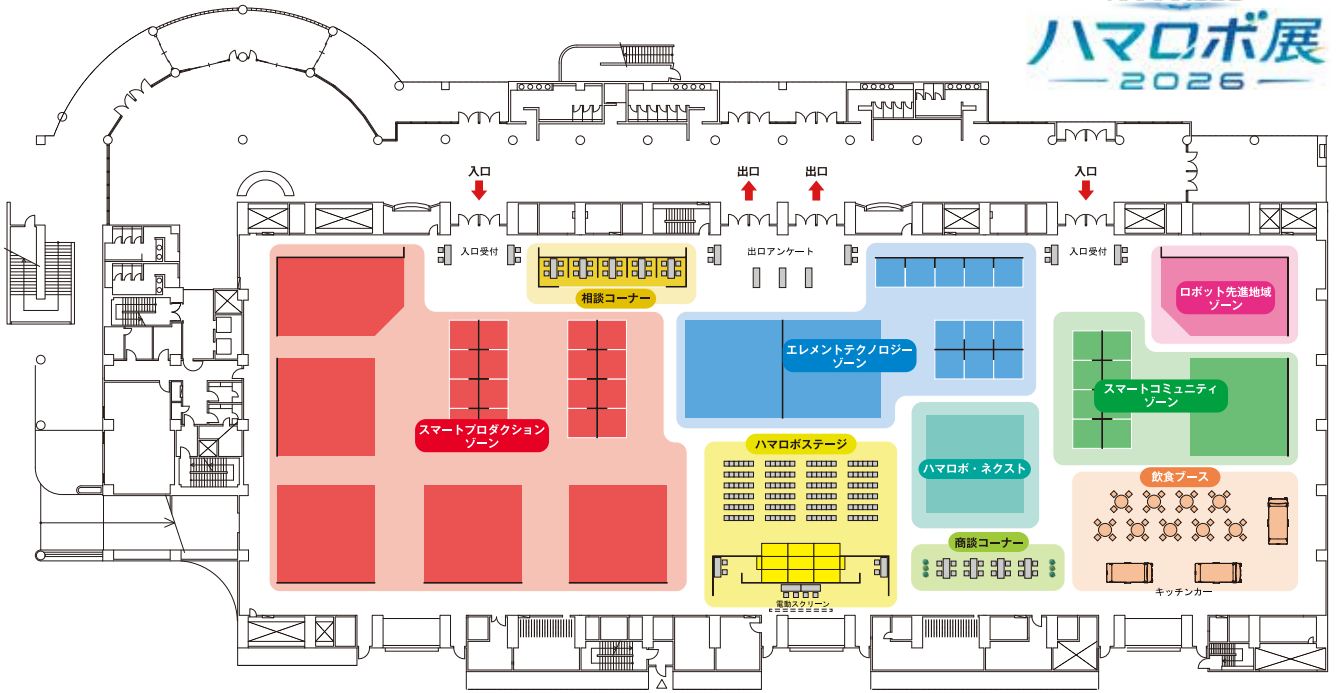 ハマロボ展
2026
入口
出口
出口
入口
入口受付
出口アンケート
入口受付
相談コーナー
ロボット先進地域
ゾーン
エレメントテクノロジー
ゾーン
スマートコミュニティ
ゾーン
スマートプロダクション
ゾーン
ハマロボステージ
ハマロボ・ネクスト
飲食ブース
商談コーナー
キッチンカー
電動スクリーン